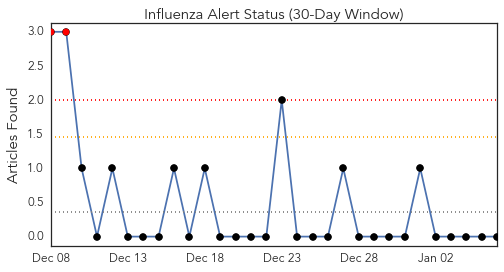 Influenza Alert Status (30-Day Window)
Articles Found
3.0
2.5
2.0
1.5
1.0
0.5
0.0
Dec 08 Dec 13 Dec 18 Dec 23 Dec 28 Jan 02